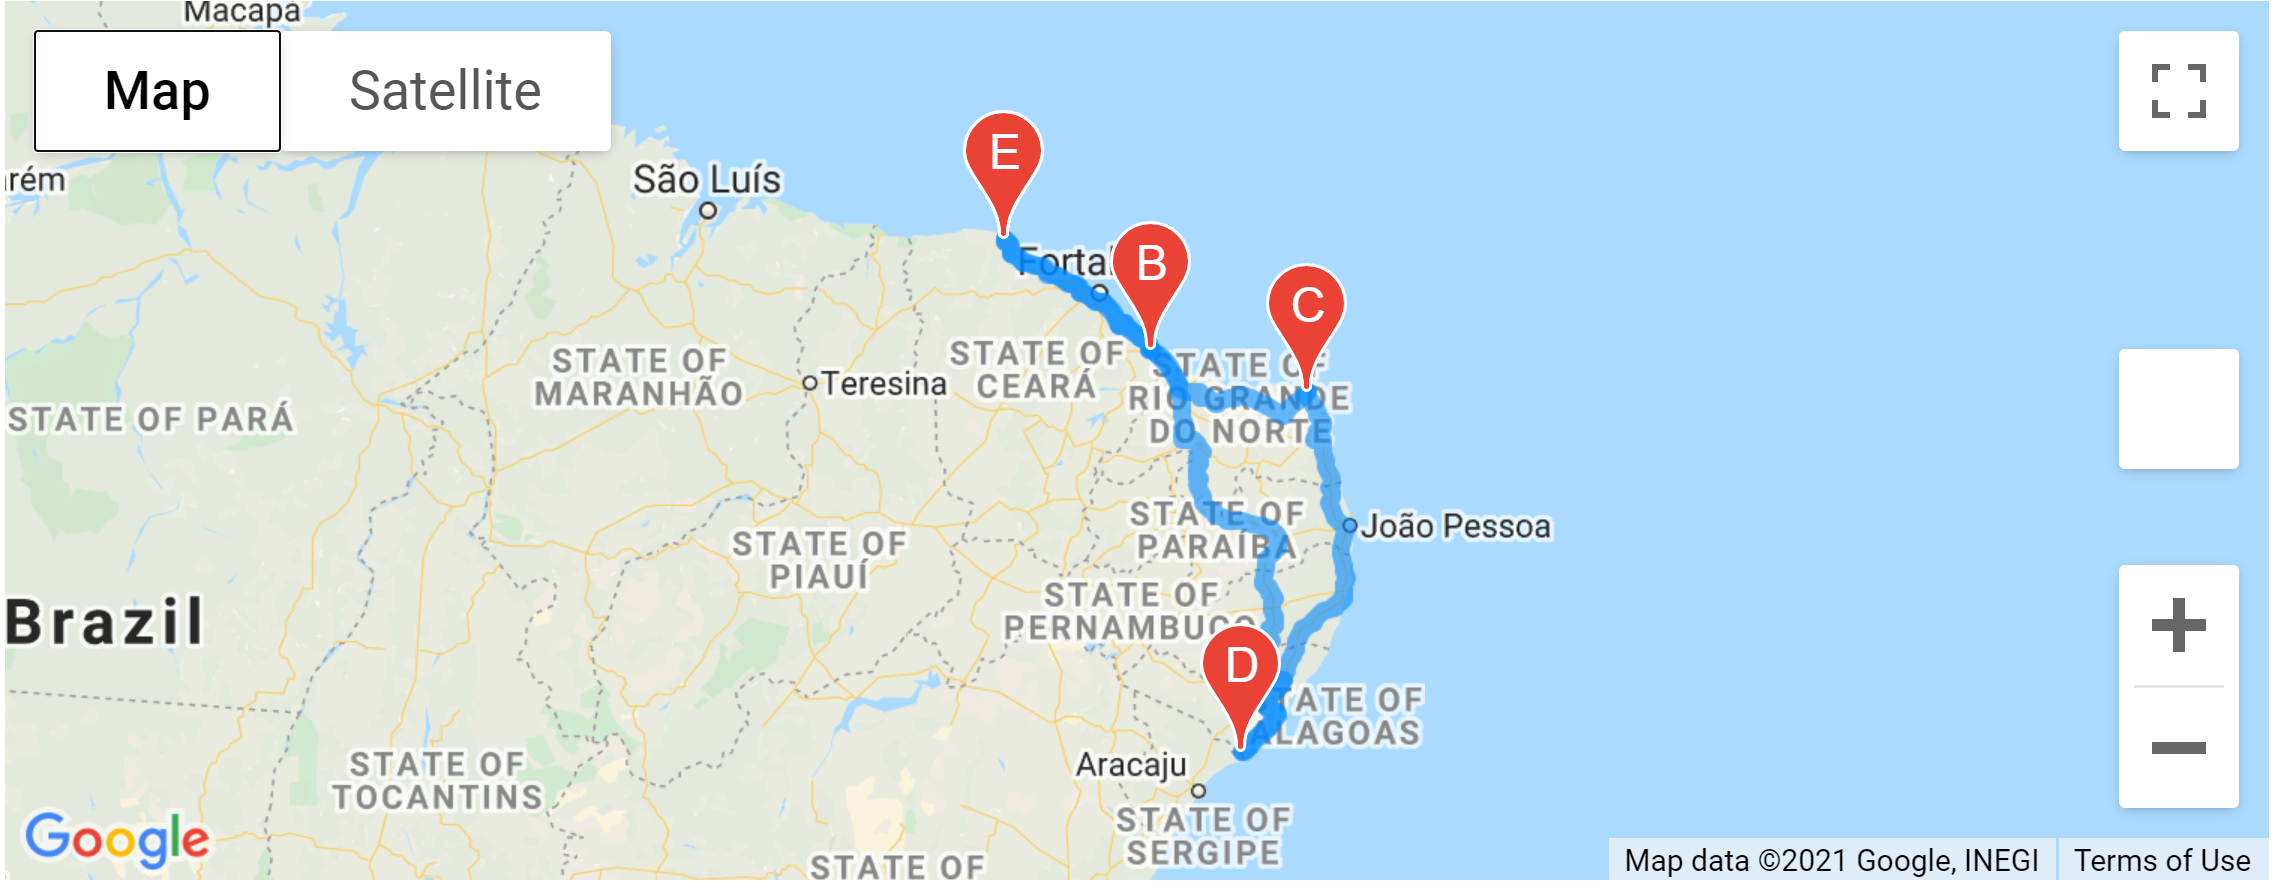 Macapá
Map
Satellite
rém
São Luís
E
Fortal
B
C
STATE OF
MARANHÃO
Teresina
STATE OF
CEARÁ
STATE OF
RIO GRANDE
DO NORTE
STATE OF PARÁ
STATE OF
PARAÍBA
João Pessoa
STATE OF
PIAUÍ
STATE OF
PERNAMBUCO
Brazil
D
STATE OF
ALAGOAS
Aracaju
STATE OF
TOCANTINS
STATE OF
SERGIPE
STATE OF
Google
Map data ©2021 Google, INEGI
Terms of Use